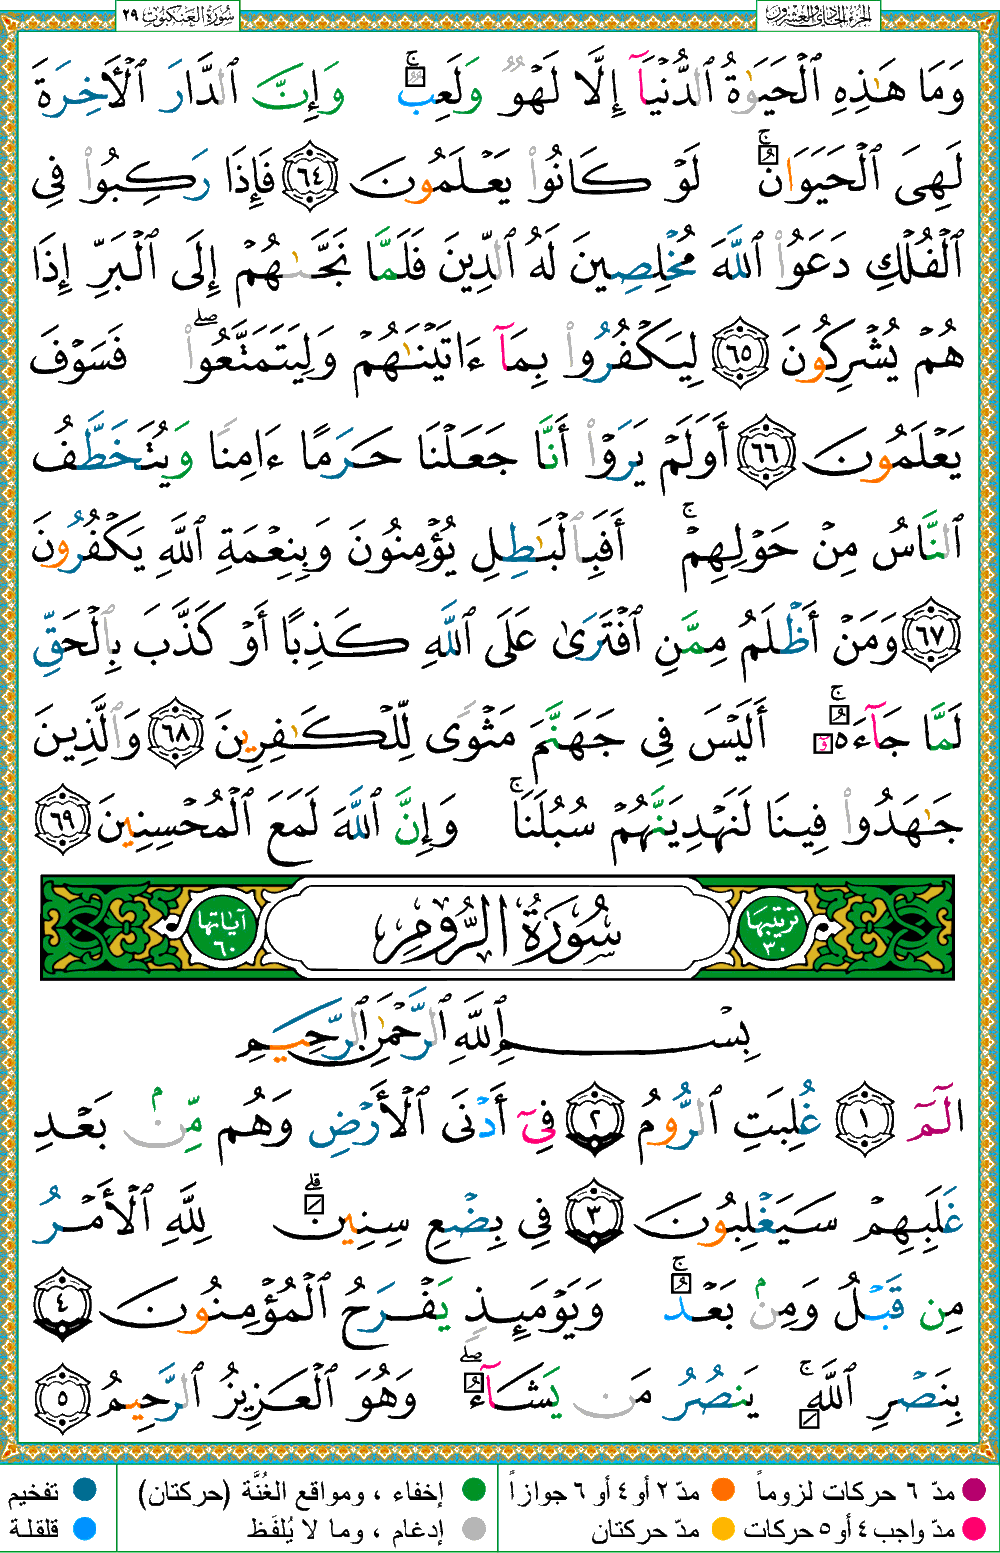 سُورَةُ العَنكَبُوت ٢٩
الجزء الحادي والعشرون
وَمَا هَٰذِهِ ٱلْحَيَوٰةُ ٱلدُّنْيَآ إِلَّا لَهْوٌ وَلَعِبٌۚ وَإِنَّ ٱلدَّارَ ٱلْأَخِرَةَ
لَهِىَ ٱلْحَيَوَانُۚ لَوْ كَانُوا۟ يَعْلَمُونَ ٦٤ فَإِذَا رَكِبُوا۟ فِى
ٱلْفُلْكِ دَعَوُا۟ ٱللَّهَ مُخْلِصِينَ لَهُ ٱلدِّينَ فَلَمَّا نَجَّىٰهُمْ إِلَى ٱلْبَرِّ إِذَا
هُمْ يُشْرِكُونَ ٦٥ لِيَكْفُرُوا۟ بِمَآ ءَاتَيْنَٰهُمْ وَلِيَتَمَتَّعُوا۟ۖ فَسَوْفَ
يَعْلَمُونَ ٦٦ أَوَلَمْ يَرَوْا۟ أَنَّا جَعَلْنَا حَرَمًا ءَامِنًا وَيُتَخَطَّفُ
ٱلنَّاسُ مِنْ حَوْلِهِمْۚ أَفَبِٱلْبَٰطِلِ يُؤْمِنُونَ وَبِنِعْمَةِ ٱللَّهِ يَكْفُرُونَ
٦٧ وَمَنْ أَظْلَمُ مِمَّنِ ٱفْتَرَىٰ عَلَى ٱللَّهِ كَذِبًا أَوْ كَذَّبَ بِٱلْحَقِّ
لَمَّا جَآءَهُۥٓۚ أَلَيْسَ فِى جَهَنَّمَ مَثْوًى لِّلْكَٰفِرِينَ ٦٨ وَٱلَّذِينَ
جَٰهَدُوا۟ فِينَا لَنَهْدِيَنَّهُمْ سُبُلَنَاۚ وَإِنَّ ٱللَّهَ لَمَعَ ٱلْمُحْسِنِينَ ٦٩
ترتيبها ٣٠ سُورَةُ الرُّومِ آياتها ٦٠
بِسْمِ ٱللَّهِ ٱلرَّحْمَٰنِ ٱلرَّحِيمِ
الٓمٓ ١ غُلِبَتِ ٱلرُّومُ ٢ فِىٓ أَدْنَى ٱلْأَرْضِ وَهُم مِّنۢ بَعْدِ
غَلَبِهِمْ سَيَغْلِبُونَ ٣ فِى بِضْعِ سِنِينَۗ لِلَّهِ ٱلْأَمْرُ
مِن قَبْلُ وَمِنۢ بَعْدُۚ وَيَوْمَئِذٍ يَفْرَحُ ٱلْمُؤْمِنُونَ ٤
بِنَصْرِ ٱللَّهِۚ يَنصُرُ مَن يَشَآءُۖ وَهُوَ ٱلْعَزِيزُ ٱلرَّحِيمُ ٥
مدّ ٦ حركات لزوماً مدّ ٢ أو ٤ أو ٦ جوازاً إخفاء ، ومواقع الغُنَّة (حركتان) تفخيم
مدّ واجب ٤ أو ٥ حركات مدّ حركتان إدغام ، وما لا يُلفَظ قلقلة